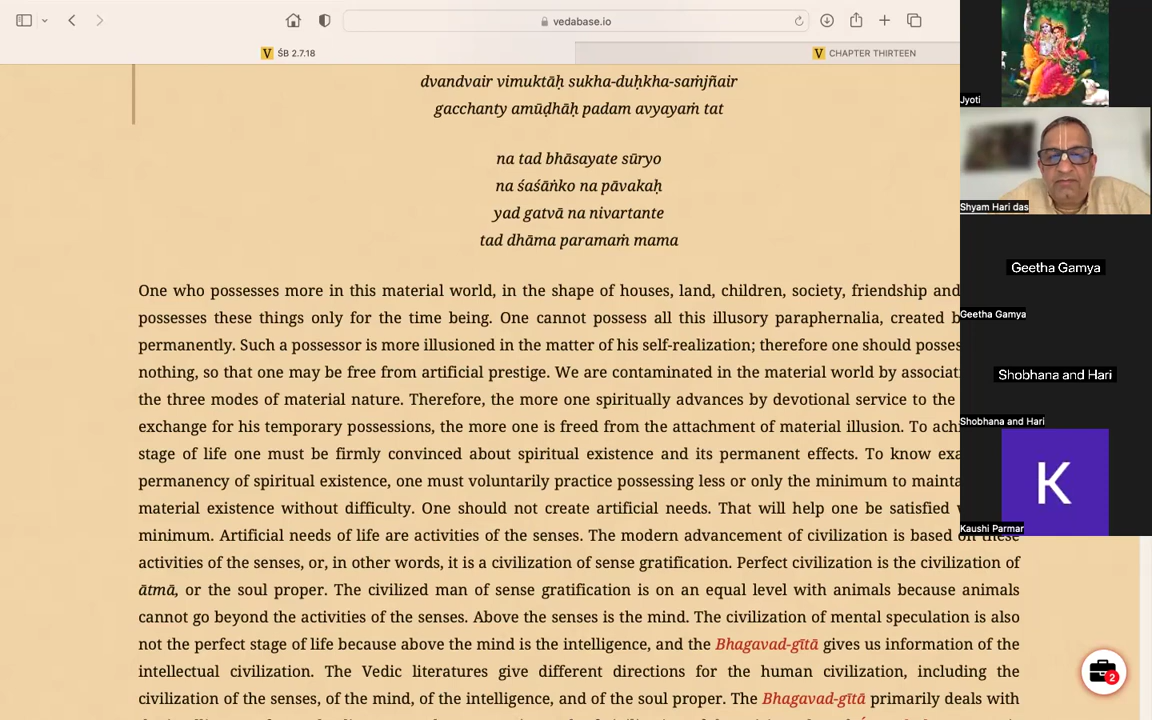 vedabase.io
V ŚB 2.7.18
V CHAPTER THIRTEEN
dvandvair vimuktāḥ sukha-duḥkha-saṁjñair
gacchanty amūḍhāḥ padam avyayaṁ tat
na tad bhāsayate sūryo
na śaśāṅko na pāvakaḥ
yad gatvā na nivartante
tad dhāma paramaṁ mama
One who possesses more in this material world, in the shape of houses, land, children, society, friendship and
possesses these things only for the time being. One cannot possess all this illusory paraphernalia, created
permanently. Such a possessor is more illusioned in the matter of his self-realization; therefore one should
nothing, so that one may be free from artificial prestige. We are contaminated in the material world by
the three modes of material nature. Therefore, the more one spiritually advances by devotional service to the
exchange for his temporary possessions, the more one is freed from the attachment of material illusion. To
stage of life one must be firmly convinced about spiritual existence and its permanent effects. To know
permanency of spiritual existence, one must voluntarily practice possessing less or only the minimum to
material existence without difficulty. One should not create artificial needs. That will help one be satisfied
minimum. Artificial needs of life are activities of the senses. The modern advancement of civilization is based on these
activities of the senses, or, in other words, it is a civilization of sense gratification. Perfect civilization is the civilization of
ātmā, or the soul proper. The civilized man of sense gratification is on an equal level with animals because animals
cannot go beyond the activities of the senses. Above the senses is the mind. The civilization of mental speculation is also
not the perfect stage of life because above the mind is the intelligence, and the Bhagavad-gītā gives us information of the
intellectual civilization. The Vedic literatures give different directions for the human civilization, including the
civilization of the senses, of the mind, of the intelligence, and of the soul proper. The Bhagavad-gītā primarily deals with
Jyoti
Shyam Hari das
Geetha Gamya
Geetha Gamya
Shobhana and Hari
Shobhana and Hari
K
Kaushi Parmar
2